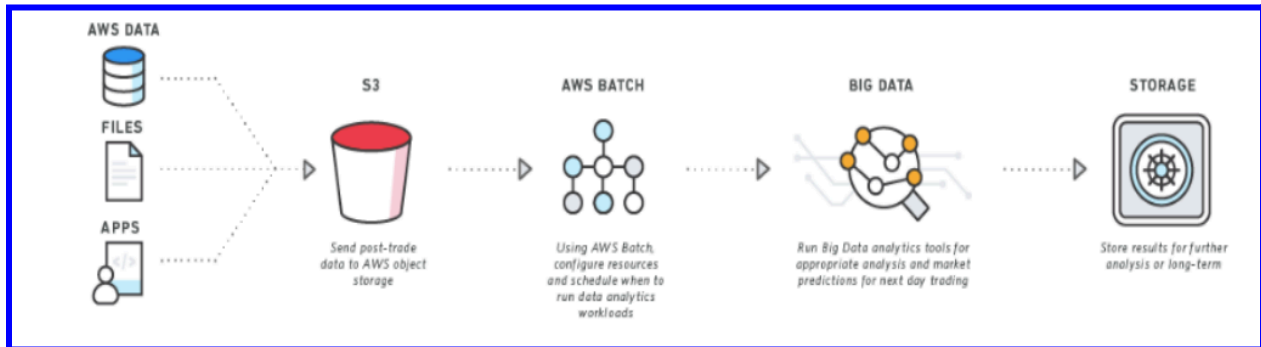 AWS DATA
FILES
APPS
</>
S3
Send post-trade
data to AWS object
storage
AWS BATCH
Using AWS Batch,
configure resources
and schedule when to
run data analytics
workloads
BIG DATA
Run Big Data analytics tools for
appropriate analysis and market
predictions for next day trading
STORAGE
Store results for further
analysis or long-term